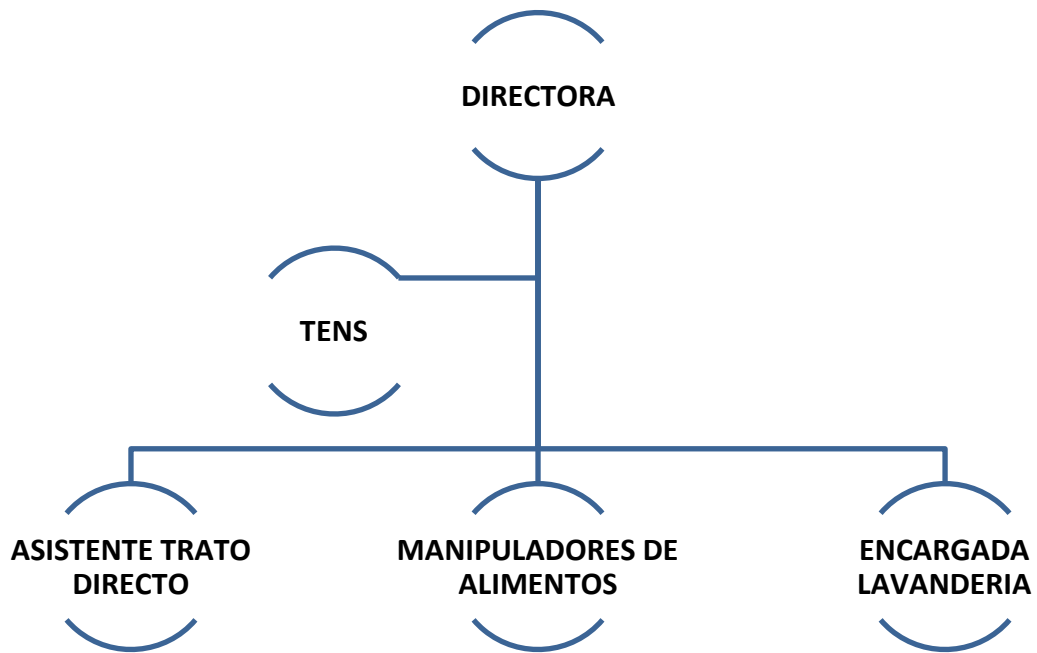 DIRECTORA
TENS
ASISTENTE TRATO
DIRECTO
MANIPULADORES DE
ALIMENTOS
ENCARGADA
LAVANDERIA